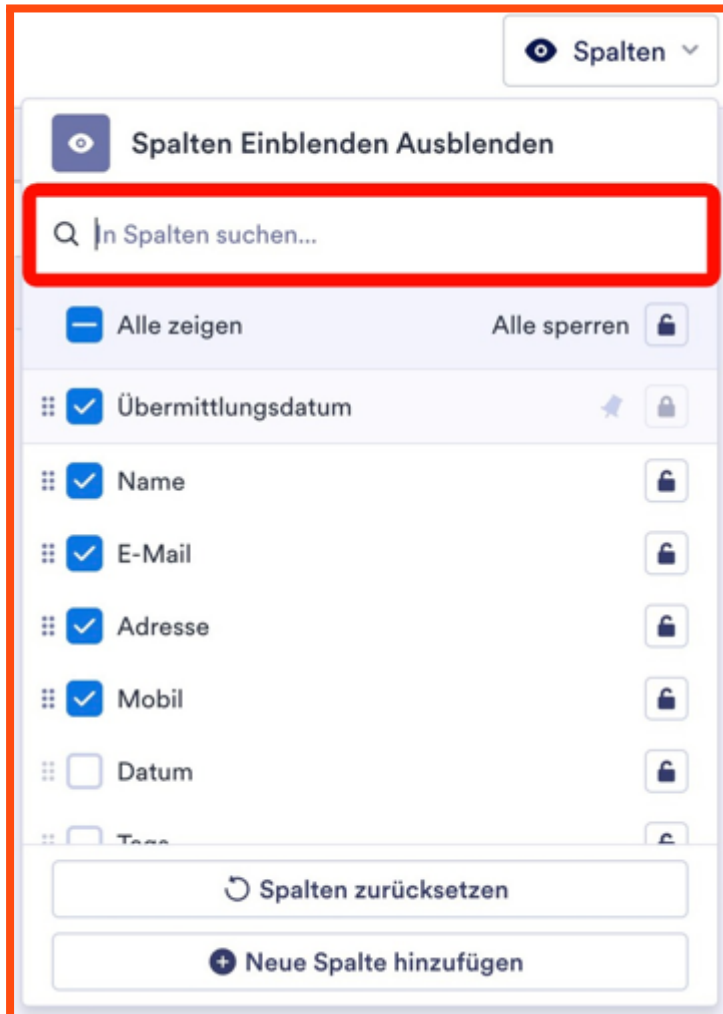 Spalten
Spalten Einblenden Ausblenden
In Spalten suchen...
Alle zeigen Alle sperren
Übermittlungsdatum
Name
E-Mail
Adresse
Mobil
Datum
Tags
Spalten zurücksetzen
Neue Spalte hinzufügen